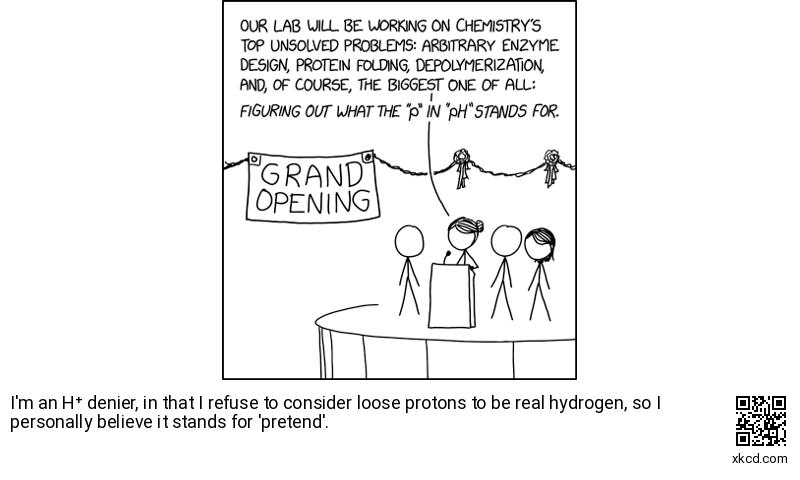 OUR LAB WILL BE WORKING ON CHEMISTRY'S
TOP UNSOLVED PROBLEMS: ARBITRARY ENZYME
DESIGN, PROTEIN FOLDING, DEPOLYMERIZATION,
AND, OF COURSE, THE BIGGEST ONE OF ALL:
FIGURING OUT WHAT THE "p" IN "pH" STANDS FOR.
GRAND
OPENING
I'm an H⁺ denier, in that I refuse to consider loose protons to be real hydrogen, so I
personally believe it stands for 'pretend'.
xkcd.com